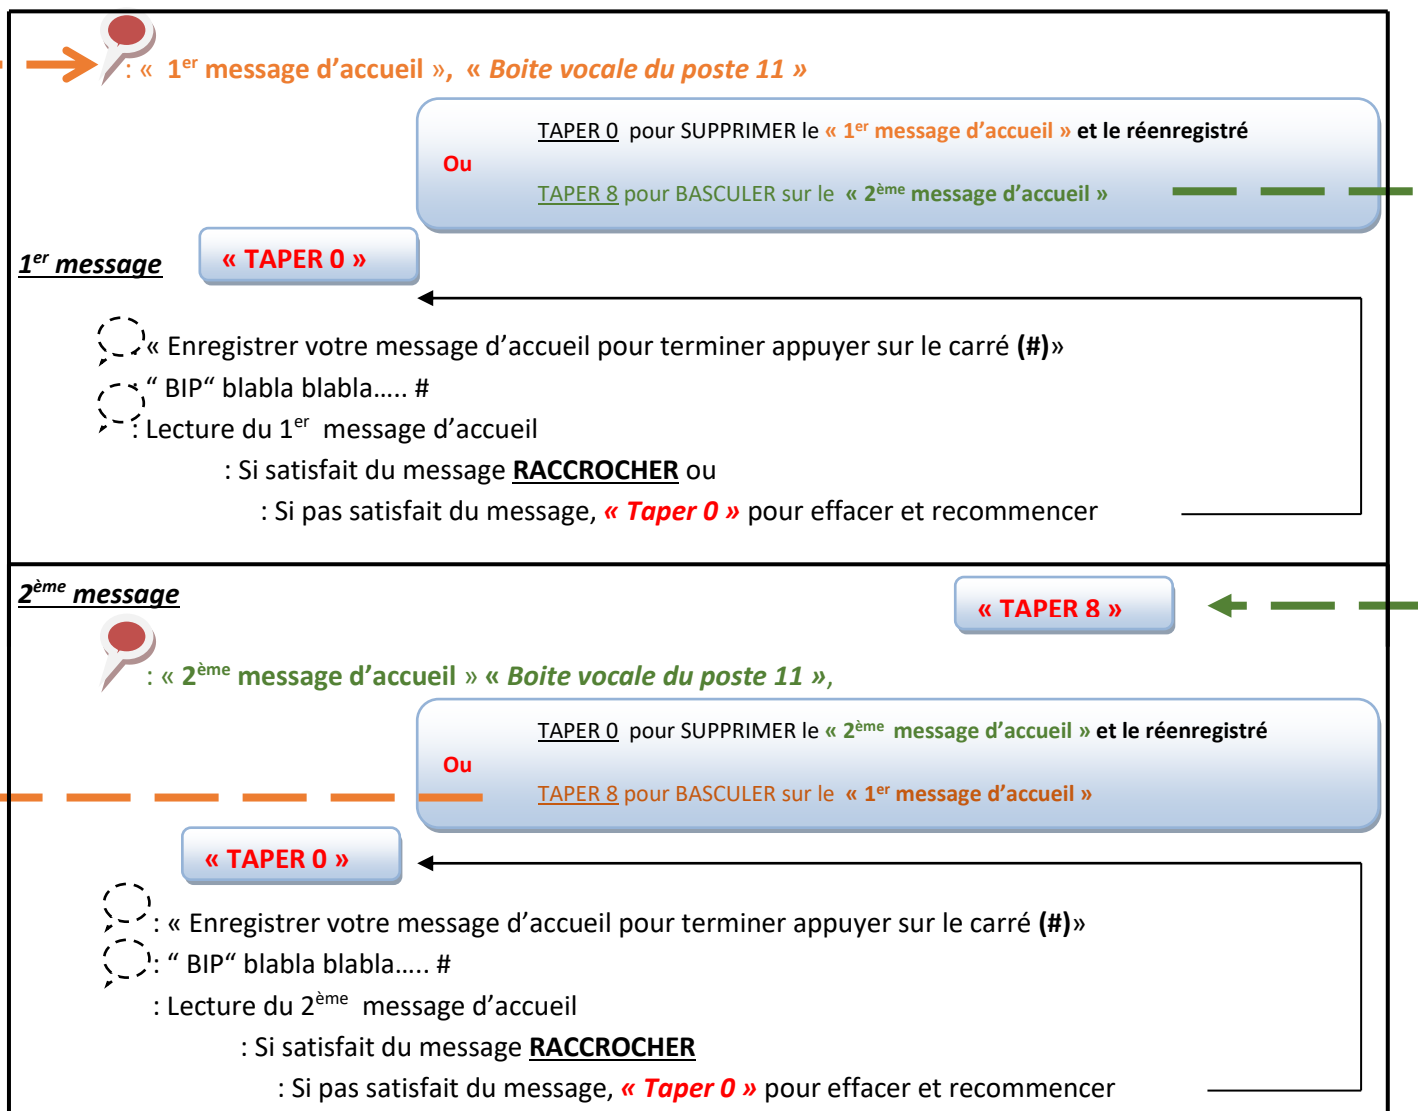 : « 1er message d’accueil », « Boite vocale du poste 11 »
TAPER 0 pour SUPPRIMER le « 1er message d’accueil » et le réenregistré
Ou
TAPER 8 pour BASCULER sur le « 2ème message d’accueil »
« TAPER 0 »
1er message
: « Enregistrer votre message d’accueil pour terminer appuyer sur le carré (#)»
: “ BIP“ blabla blabla….. #
: Lecture du 1er message d’accueil
: Si satisfait du message RACCROCHER ou
: Si pas satisfait du message, « Taper 0 » pour effacer et recommencer
2ème message
« TAPER 8 »
: « 2ème message d’accueil » « Boite vocale du poste 11 »,
TAPER 0 pour SUPPRIMER le « 2ème message d’accueil » et le réenregistré
Ou
TAPER 8 pour BASCULER sur le « 1er message d’accueil »
« TAPER 0 »
: « Enregistrer votre message d’accueil pour terminer appuyer sur le carré (#)»
: “ BIP“ blabla blabla….. #
: Lecture du 2ème message d’accueil
: Si satisfait du message RACCROCHER
: Si pas satisfait du message, « Taper 0 » pour effacer et recommencer